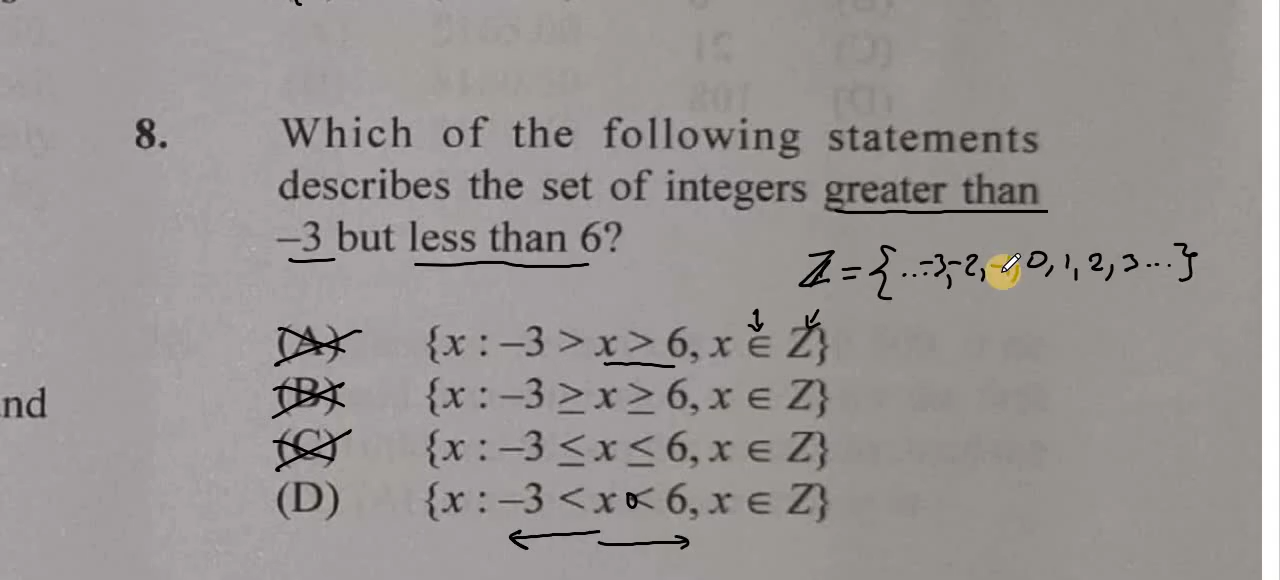 8. Which of the following statements
describes the set of integers greater than
−3 but less than 6?
Z = {...-3,-2, 0, 1, 2, 3...}
(A) {x : −3 > x > 6, x ∈ Z}
(B) {x : −3 ≥ x ≥ 6, x ∈ Z}
nd
(C) {x : −3 ≤ x ≤ 6, x ∈ Z}
(D) {x : −3 < x < 6, x ∈ Z}